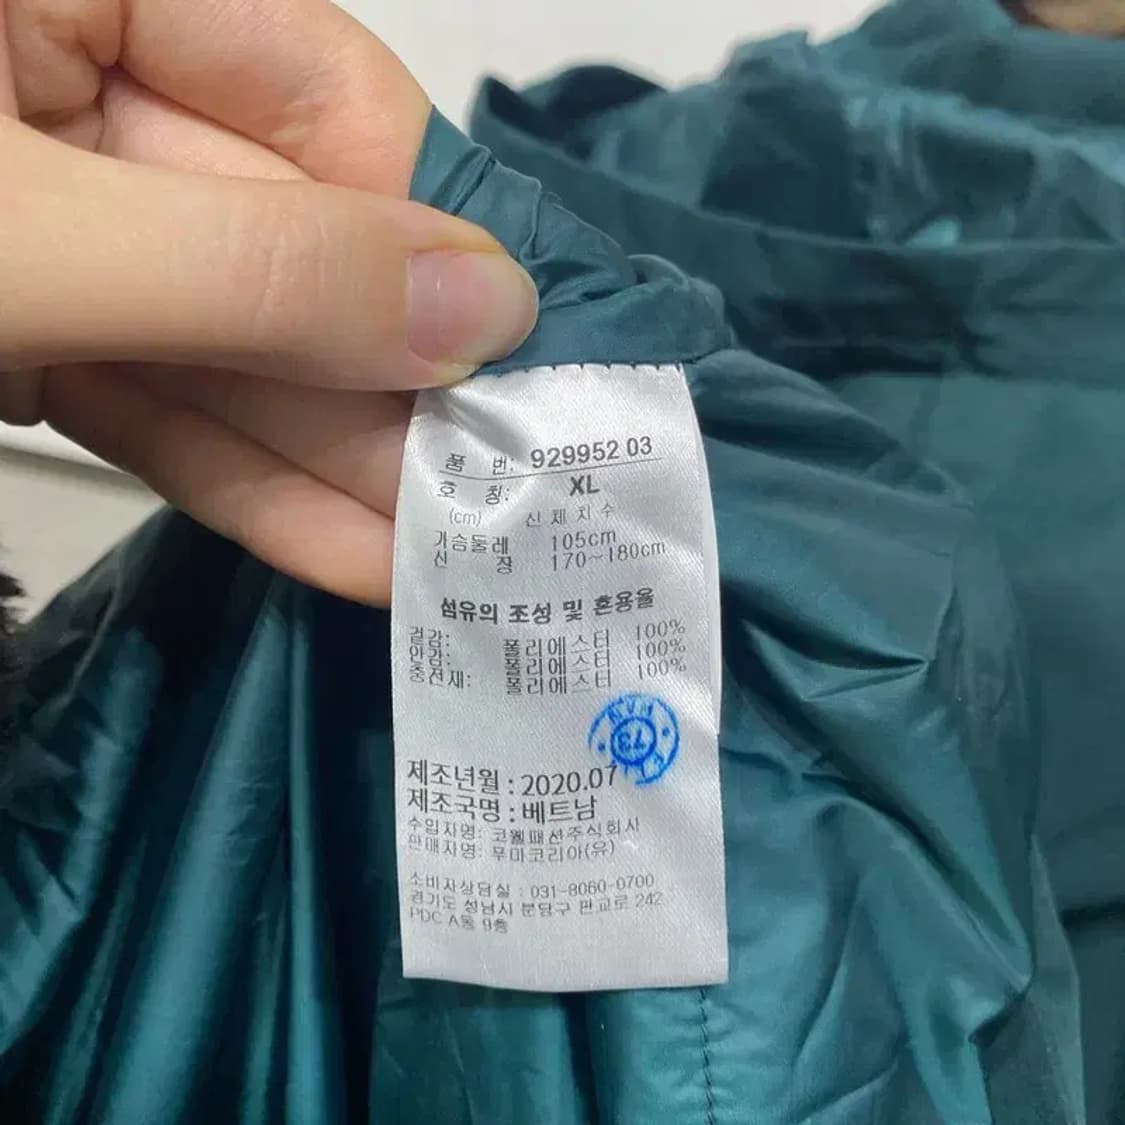 품 번: 929952 03
호 칭: XL
(cm) 신 체 치 수
가슴둘레 105cm
신 장 170~180cm
섬유의 조성 및 혼용율
겉감: 폴리에스터 100%
안감: 폴리에스터 100%
충전재: 폴리에스터 100%
73
제조년월 : 2020.07
제조국명 : 베트남
수입자명: 코웰패션주식회사
판매자명: 푸마코리아(유)
소비자상담실 : 031-8060-0700
경기도 성남시 분당구 판교로 242
PDC A동 9층